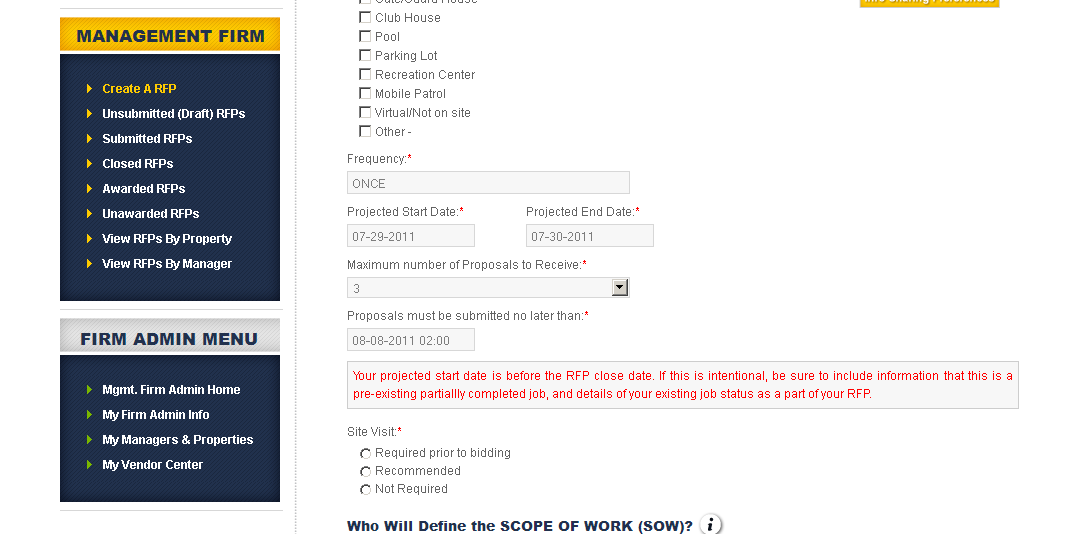 MANAGEMENT FIRM
Create A RFP
Unsubmitted (Draft) RFPs
Submitted RFPs
Closed RFPs
Awarded RFPs
Unawarded RFPs
View RFPs By Property
View RFPs By Manager
FIRM ADMIN MENU
Mgmt. Firm Admin Home
My Firm Admin Info
My Managers & Properties
My Vendor Center
Club House
Pool
Parking Lot
Recreation Center
Mobile Patrol
Virtual/Not on site
Other -
Frequency:*
ONCE
Projected Start Date:* Projected End Date:*
07-29-2011 07-30-2011
Maximum number of Proposals to Receive:*
3
Proposals must be submitted no later than:*
08-08-2011 02:00
Your projected start date is before the RFP close date. If this is intentional, be sure to include information that this is a
pre-existing partiallly completed job, and details of your existing job status as a part of your RFP.
Site Visit:*
Required prior to bidding
Recommended
Not Required
Who Will Define the SCOPE OF WORK (SOW)? i